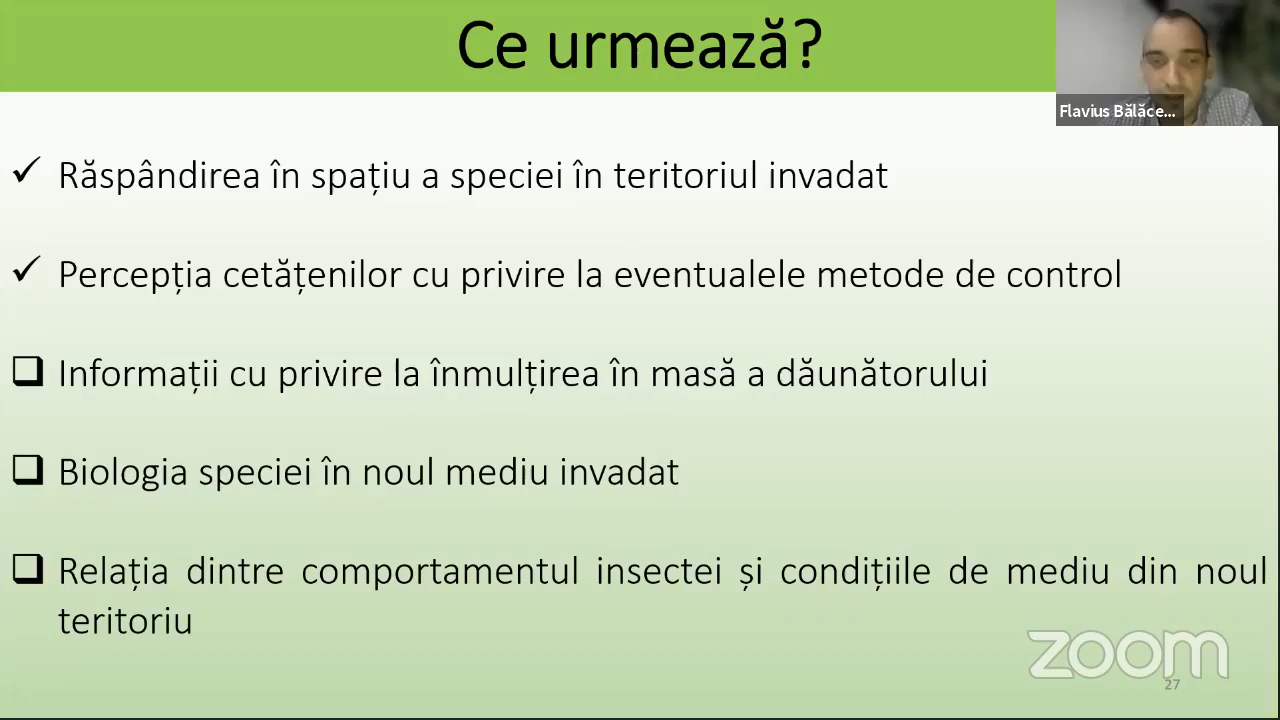 Ce urmează?
Flavius Bălăce...
Răspândirea în spațiu a speciei în teritoriul invadat
Percepția cetățenilor cu privire la eventualele metode de control
Informații cu privire la înmulțirea în masă a dăunătorului
Biologia speciei în noul mediu invadat
Relația dintre comportamentul insectei și condițiile de mediu din noul
teritoriu
zoom
27